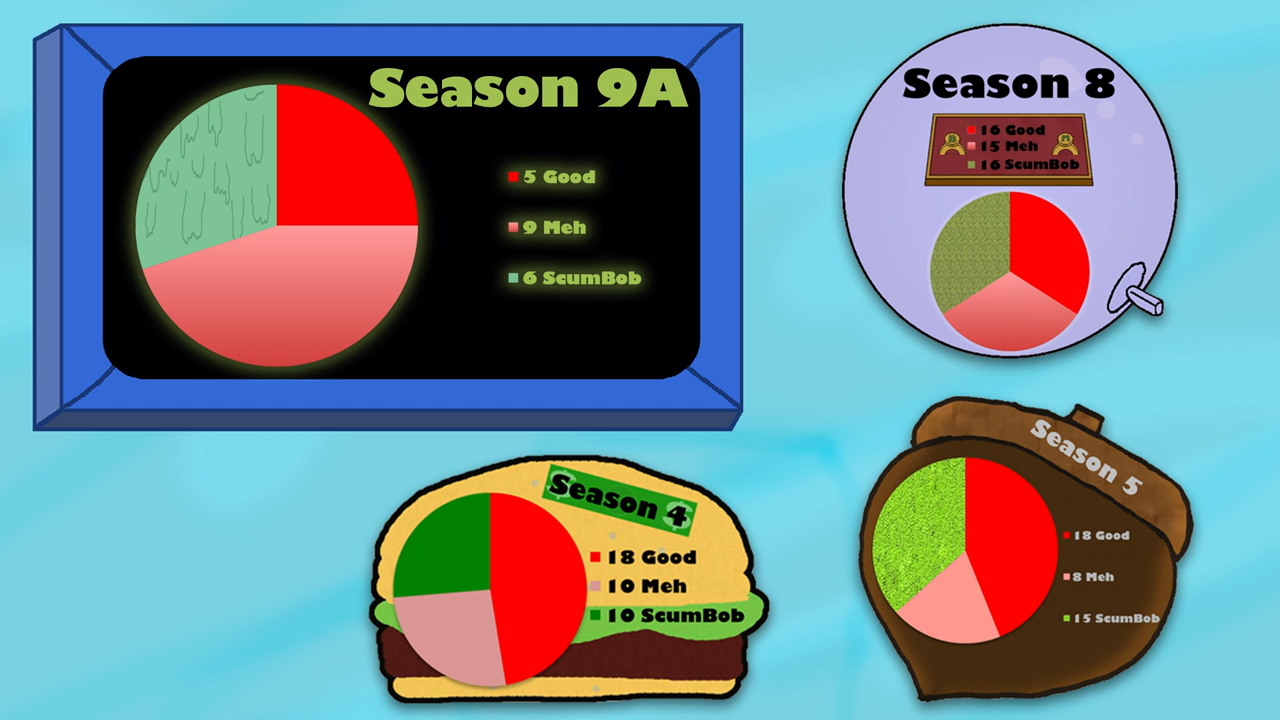 Season 9A
5 Good
9 Meh
6 ScumBob
Season 8
16 Good
15 Meh
16 ScumBob
B
M
Season 4
18 Good
10 Meh
10 ScumBob
Season 5
18 Good
8 Meh
15 ScumBob